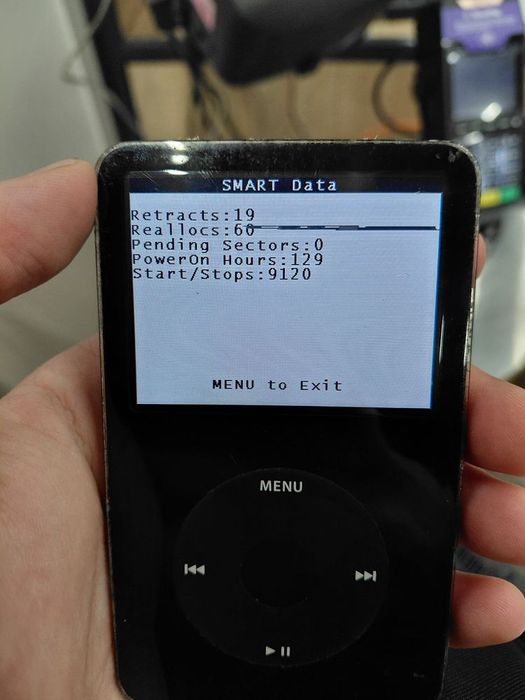 SMART Data
Retracts:19
Reallocs:60
Pending Sectors:0
PowerOn Hours:129
Start/Stops:9120
MENU to Exit
MENU